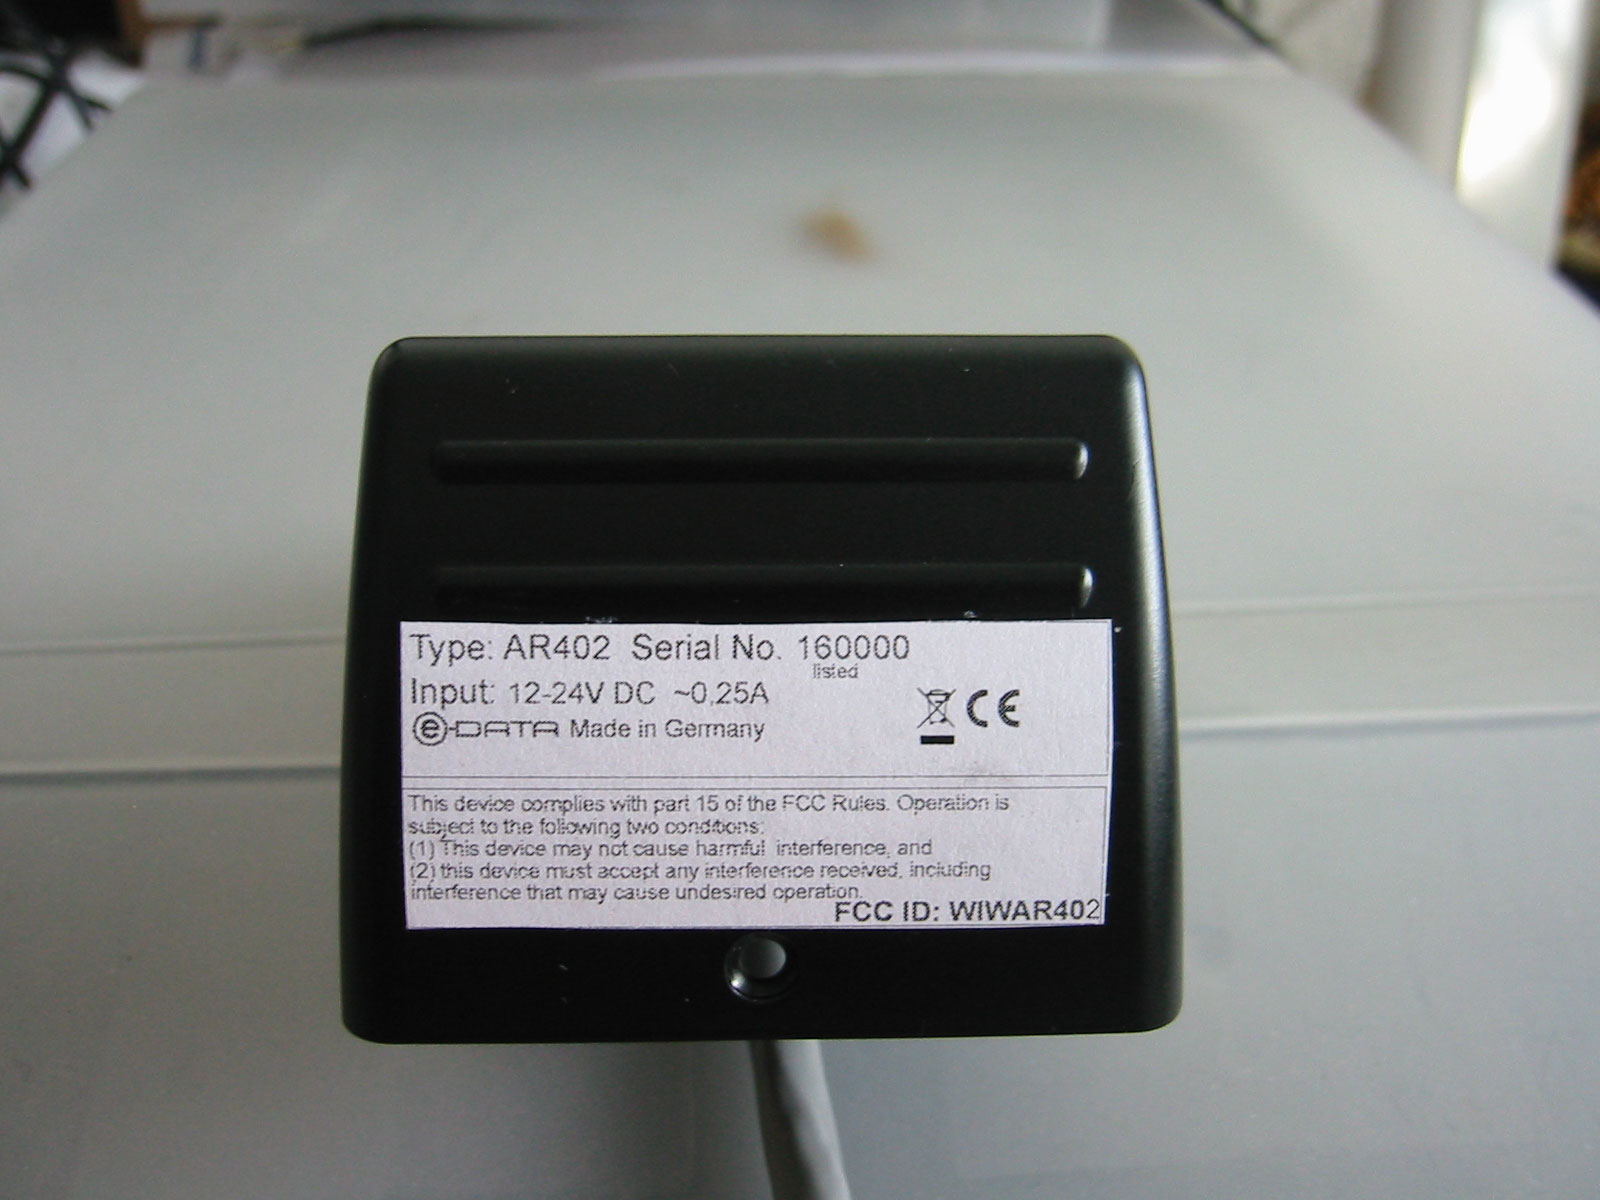 Type: AR402 Serial No. 160000
listed
Input: 12-24V DC ~0,25A
e-DATA Made in Germany
CE
This device complies with part 15 of the FCC Rules. Operation is
subject to the following two conditions:
(1) This device may not cause harmful interference, and
(2) this device must accept any interference received, including
interference that may cause undesired operation.
FCC ID: WIWAR402